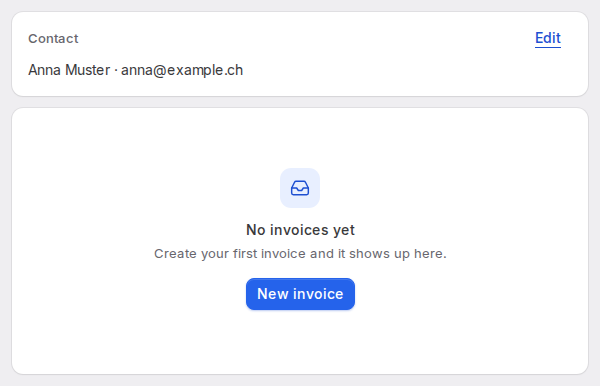 Contact
Edit
Anna Muster · anna@example.ch
No invoices yet
Create your first invoice and it shows up here.
New invoice